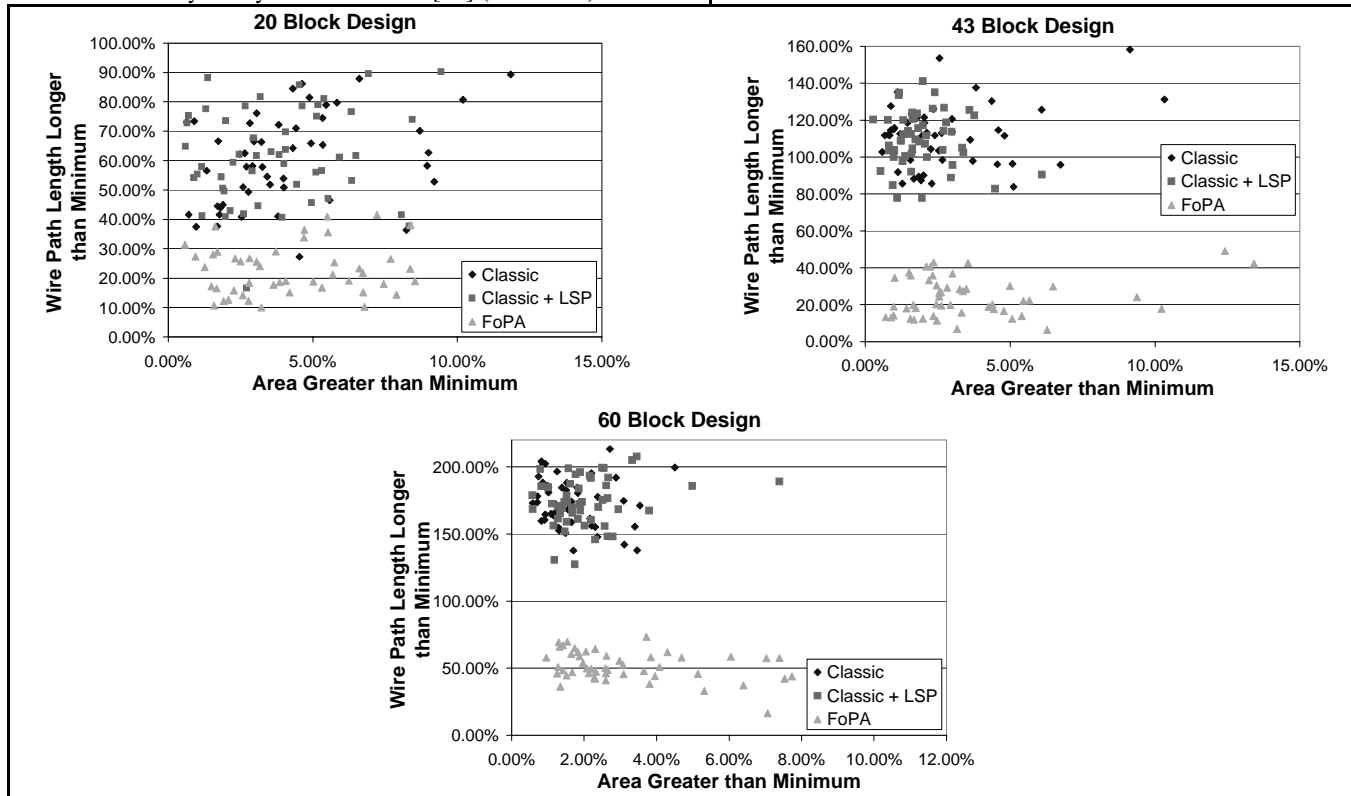 20 Block Design
100.00%
90.00%
80.00%
70.00%
60.00%
50.00%
40.00%
30.00%
20.00%
10.00%
0.00%
Wire Path Length Longer
than Minimum
0.00% 5.00% 10.00% 15.00%
Area Greater than Minimum
Classic
Classic + LSP
FoPA
43 Block Design
160.00%
140.00%
120.00%
100.00%
80.00%
60.00%
40.00%
20.00%
0.00%
Wire Path Length Longer
than Minimum
0.00% 5.00% 10.00% 15.00%
Area Greater than Minimum
Classic
Classic + LSP
FoPA
60 Block Design
200.00%
150.00%
100.00%
50.00%
0.00%
Wire Path Length Longer
than Minimum
0.00% 2.00% 4.00% 6.00% 8.00% 10.00% 12.00%
Area Greater than Minimum
Classic
Classic + LSP
FoPA